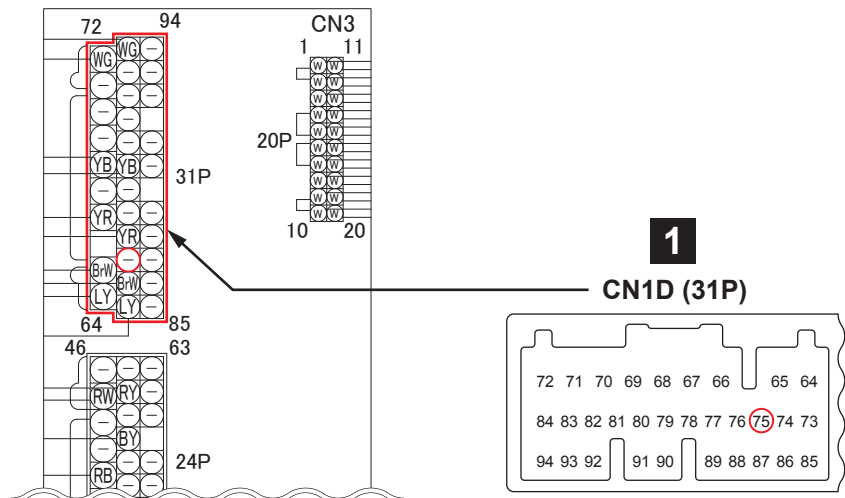 72 94
WG WG –
– – –
– – –
– –
– – –
YB YB –
–
YR – –
YR –
– –
BrW BrW –
LY LY –
64 85
31P
CN3
1 11
W W
W W
W W
W W
W W
W W
W W
W W
W W
W W
20P
10 20
46 63
– – –
RW RY –
– – –
– BY
RB – –
24P
1
CN1D (31P)
72 71 70 69 68 67 66 65 64
84 83 82 81 80 79 78 77 76 75 74 73
94 93 92 91 90 89 88 87 86 85